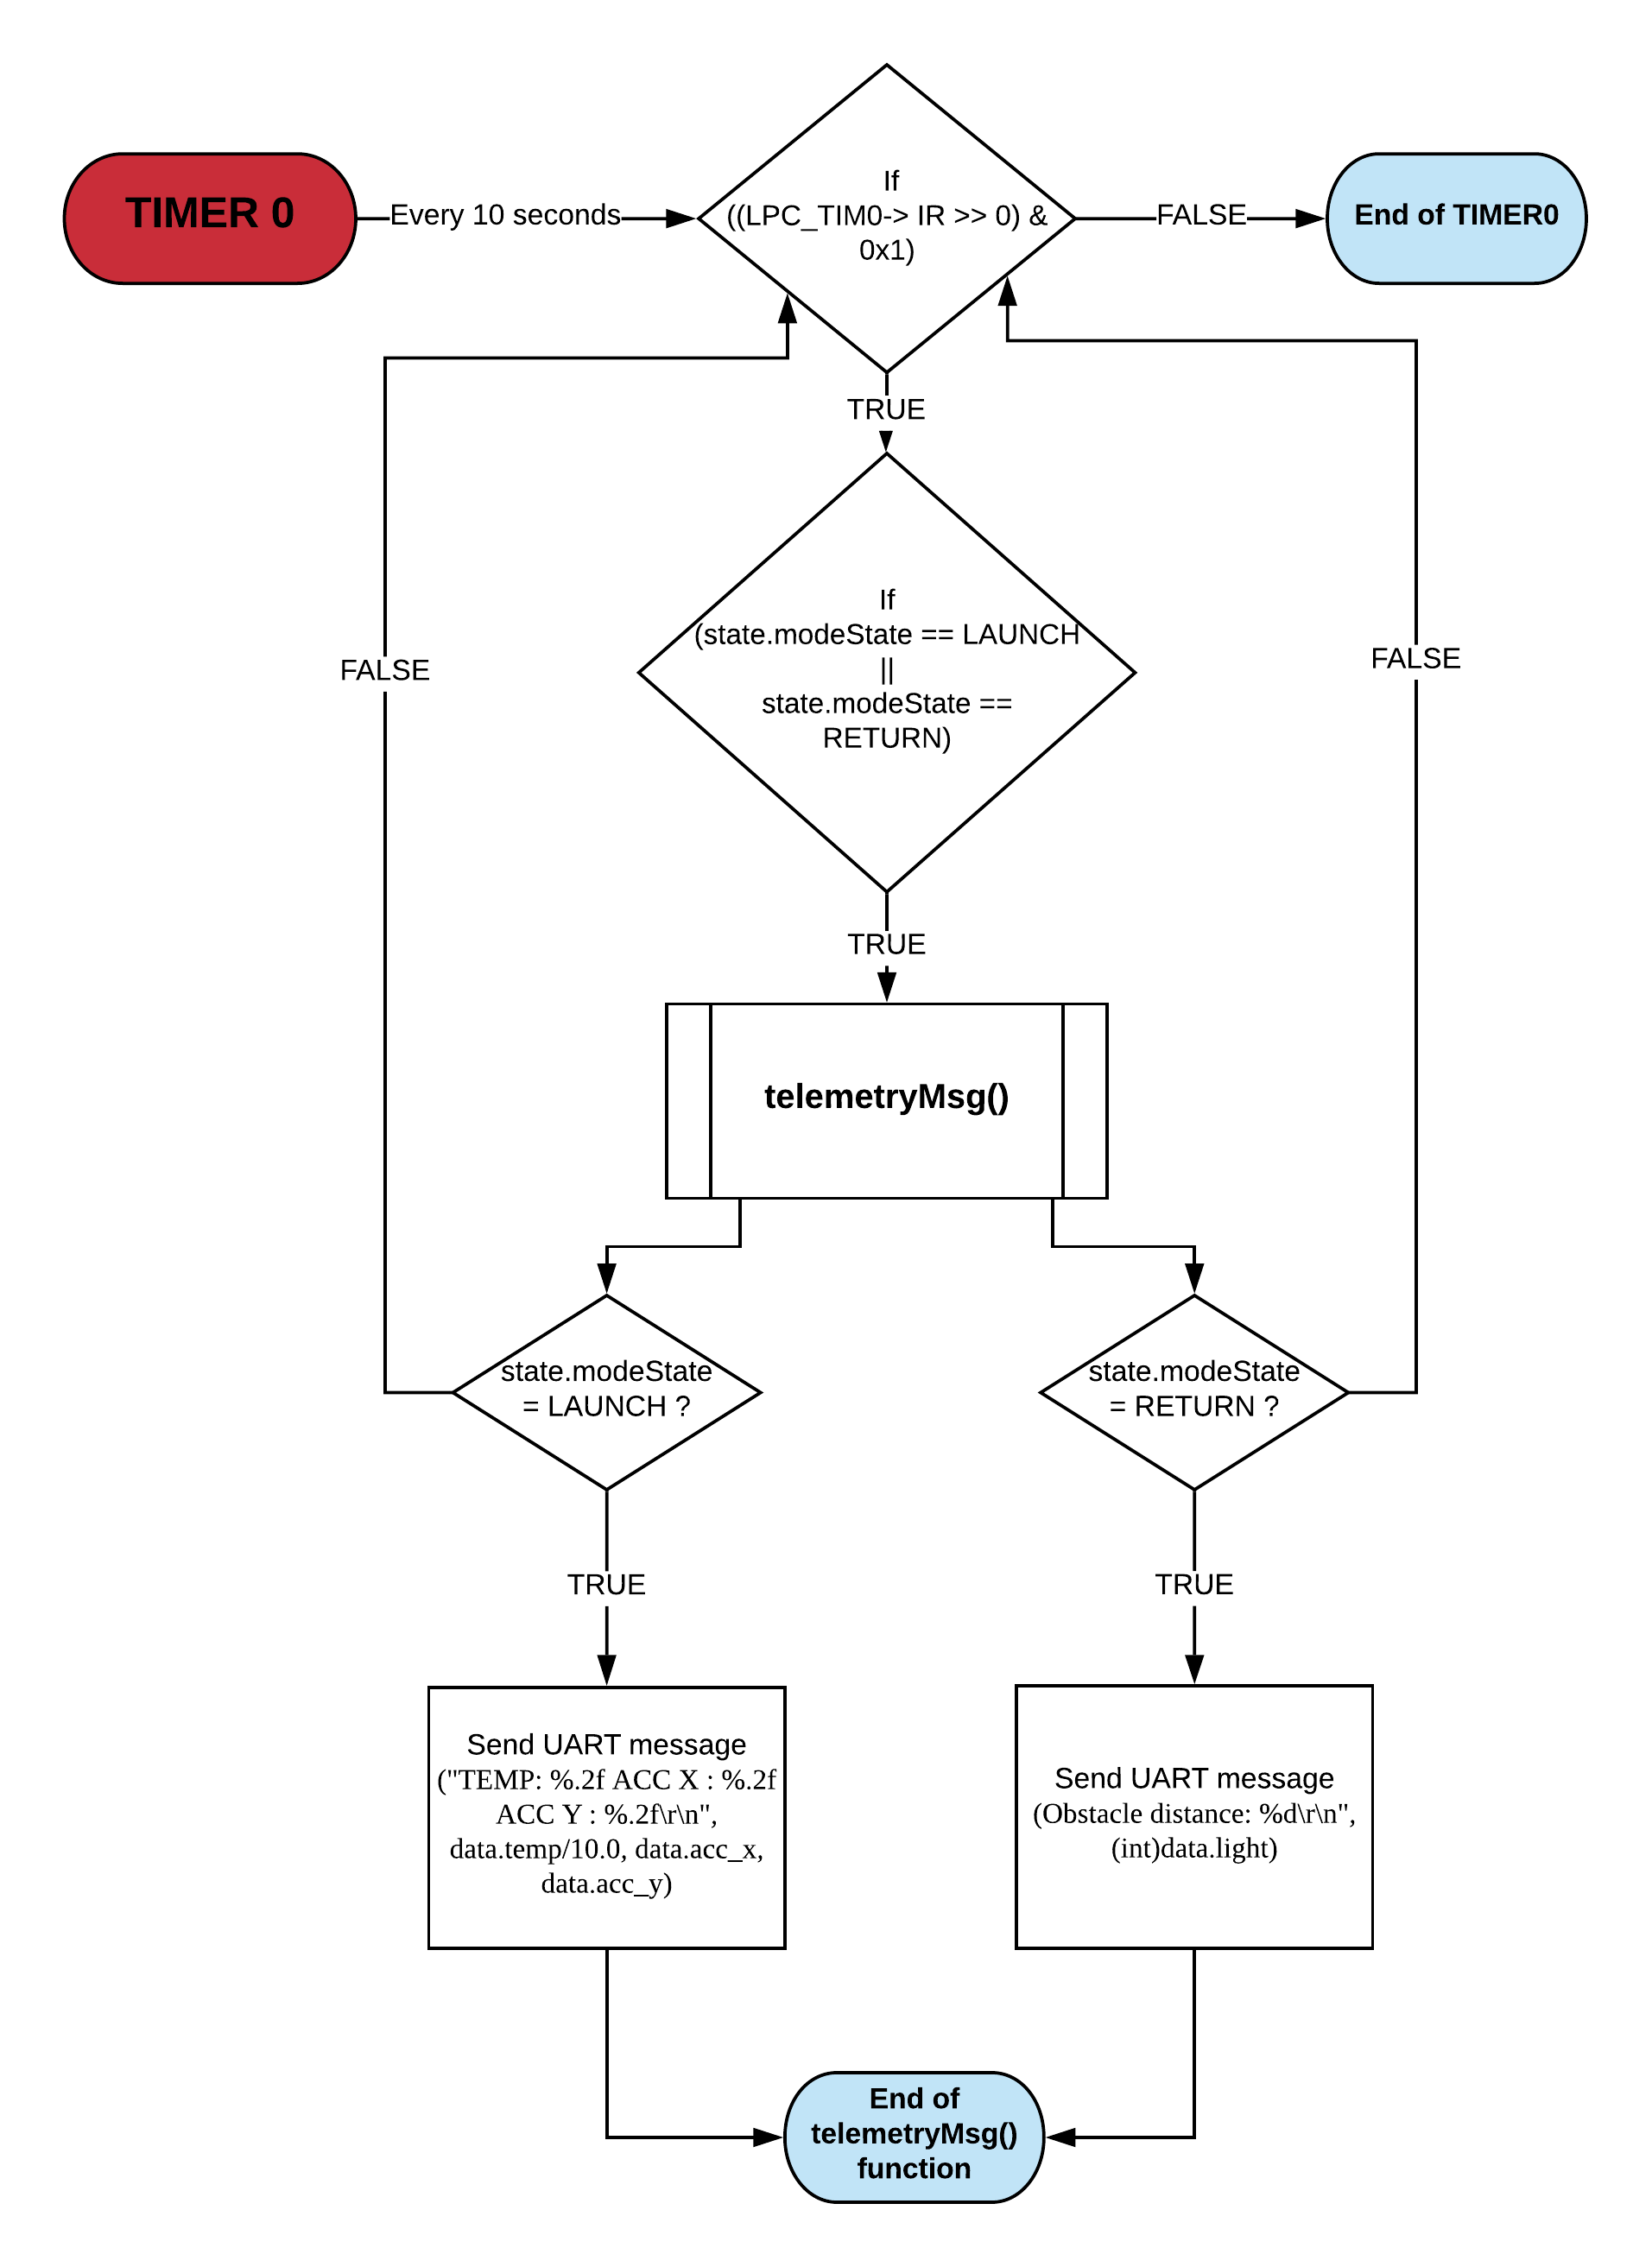 TIMER 0
Every 10 seconds
If
((LPC_TIM0-> IR >> 0) &
0x1)
FALSE
End of TIMER0
TRUE
If
(state.modeState == LAUNCH
||
state.modeState ==
RETURN)
FALSE
FALSE
TRUE
telemetryMsg()
state.modeState
= LAUNCH ?
state.modeState
= RETURN ?
TRUE
TRUE
Send UART message
("TEMP: %.2f ACC X : %.2f
ACC Y : %.2f\r\n",
data.temp/10.0, data.acc_x,
data.acc_y)
Send UART message
(Obstacle distance: %d\r\n",
(int)data.light)
End of
telemetryMsg()
function